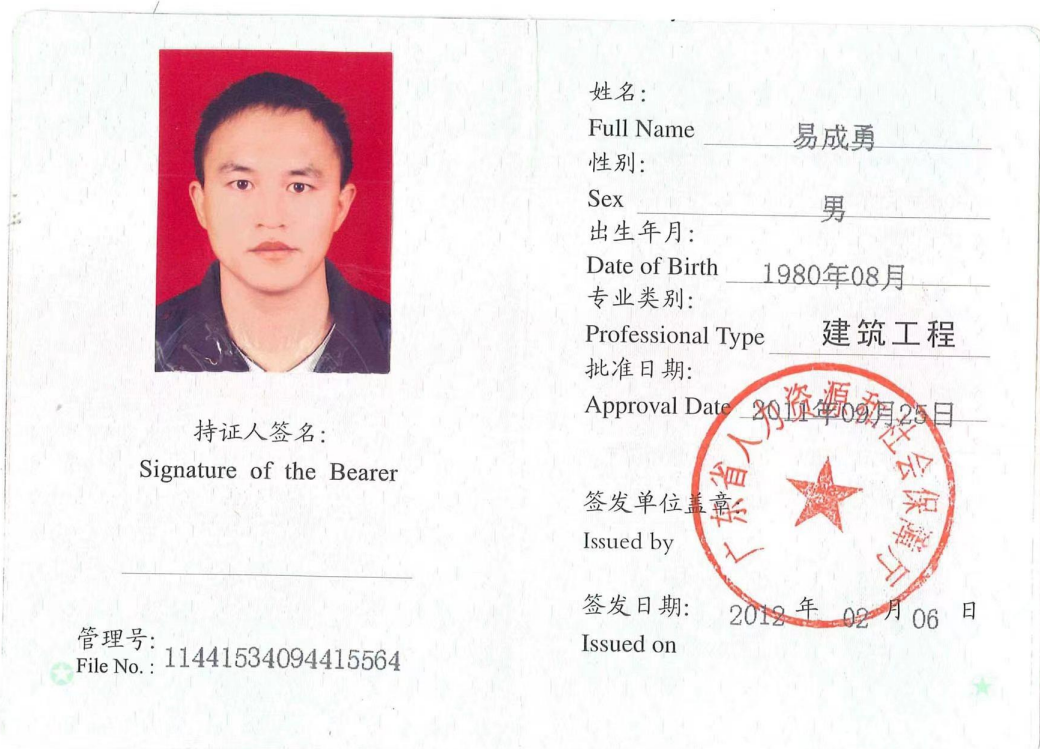 持证人签名:
Signature of the Bearer
管理号:
File No. : 11441534094415564
姓名:
Full Name 易成勇
性别:
Sex 男
出生年月:
Date of Birth 1980年08月
专业类别:
Professional Type 建筑工程
批准日期:
Approval Date 2011年09月25日
签发单位盖章:
Issued by
广东省人力资源和社会保障厅
签发日期: 2012 年 02 月 06 日
Issued on